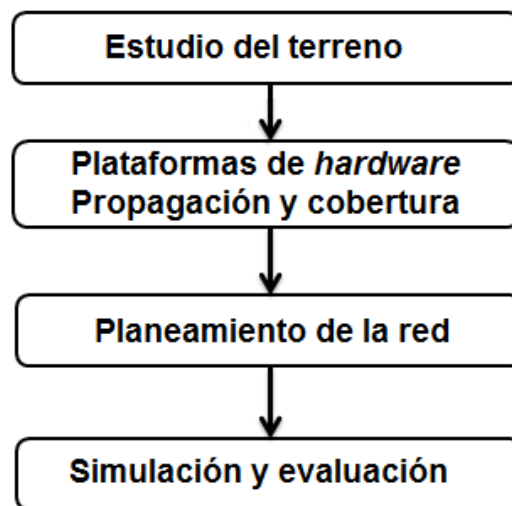 Estudio del terreno
Plataformas de hardware
Propagación y cobertura
Planeamiento de la red
Simulación y evaluación